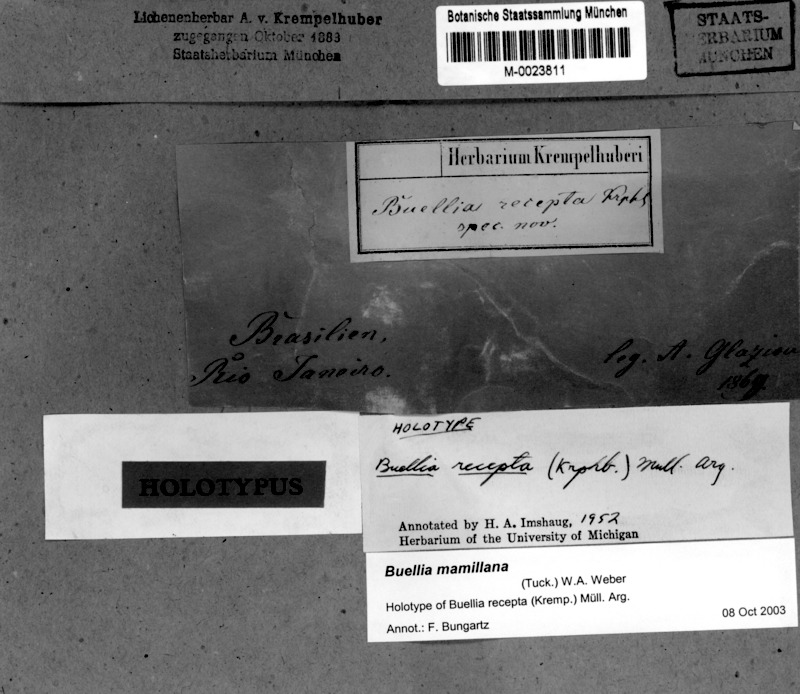 Lichenenherbar A. v. Krempelhuber
zugegangen Oktober 1883
Staatsherbarium München
Botanische Staatssammlung München
M-0023811
STAATS-
HERBARIUM
MÜNCHEN
Herbarium Krempelhuberi
Buellia recepta Krphb
spec. nov.
Brasilien,
Rio Janeiro.
leg. A. Glaziou
1869
HOLOTYPUS
HOLOTYPE
Buellia recepta (Krphb.) Müll. Arg.
Annotated by H. A. Imshaug, 1952
Herbarium of the University of Michigan
Buellia mamillana
(Tuck.) W.A. Weber
Holotype of Buellia recepta (Kremp.) Müll. Arg.
08 Oct 2003
Annot.: F. Bungartz